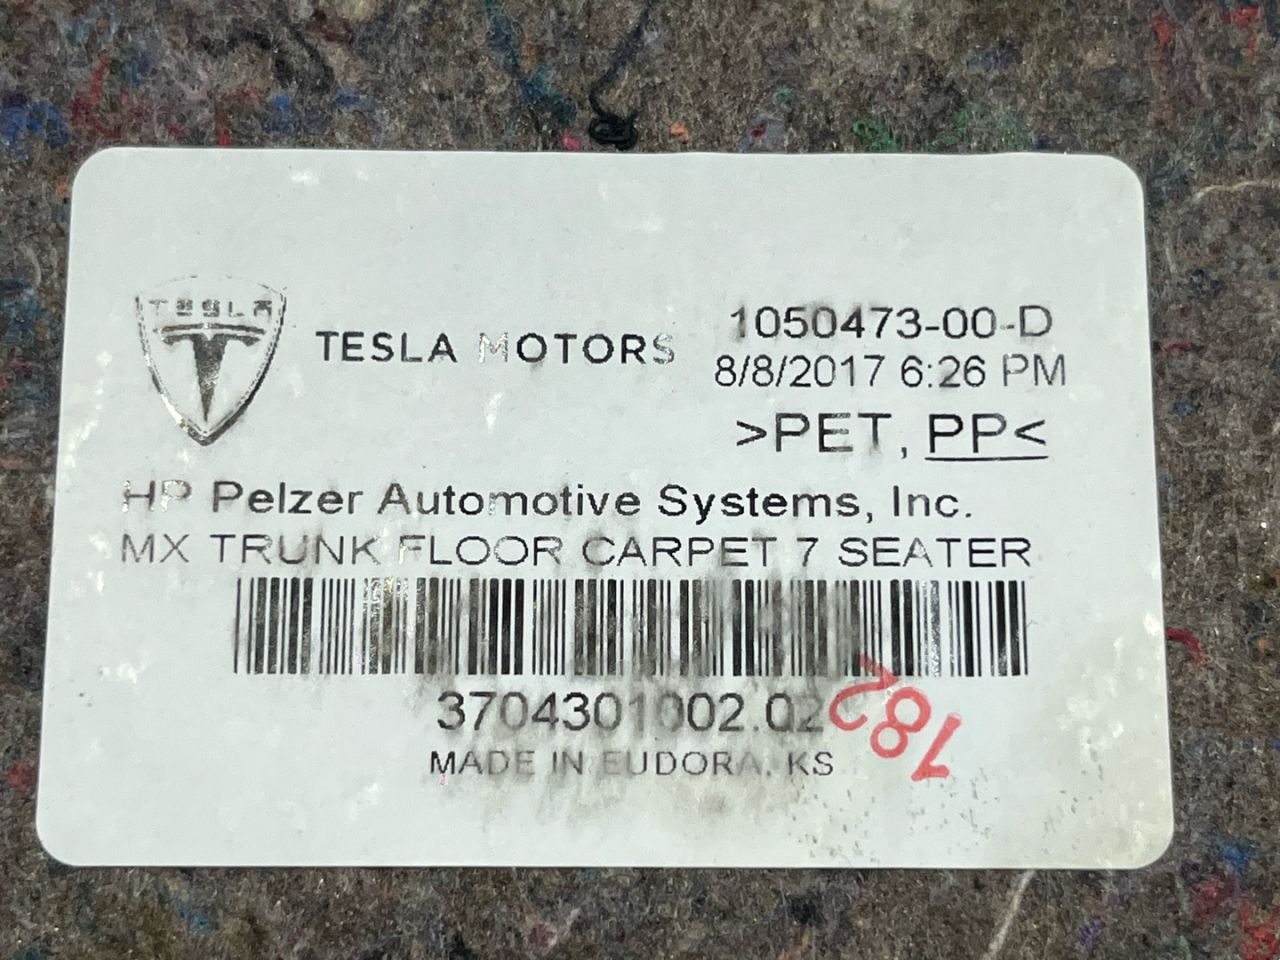 TESLA
TESLA MOTORS
1050473-00-D
8/8/2017 6:26 PM
>PET, PP<
HP Pelzer Automotive Systems, Inc.
MX TRUNK FLOOR CARPET 7 SEATER
3704301002.02
MADE IN EUDORA, KS
182